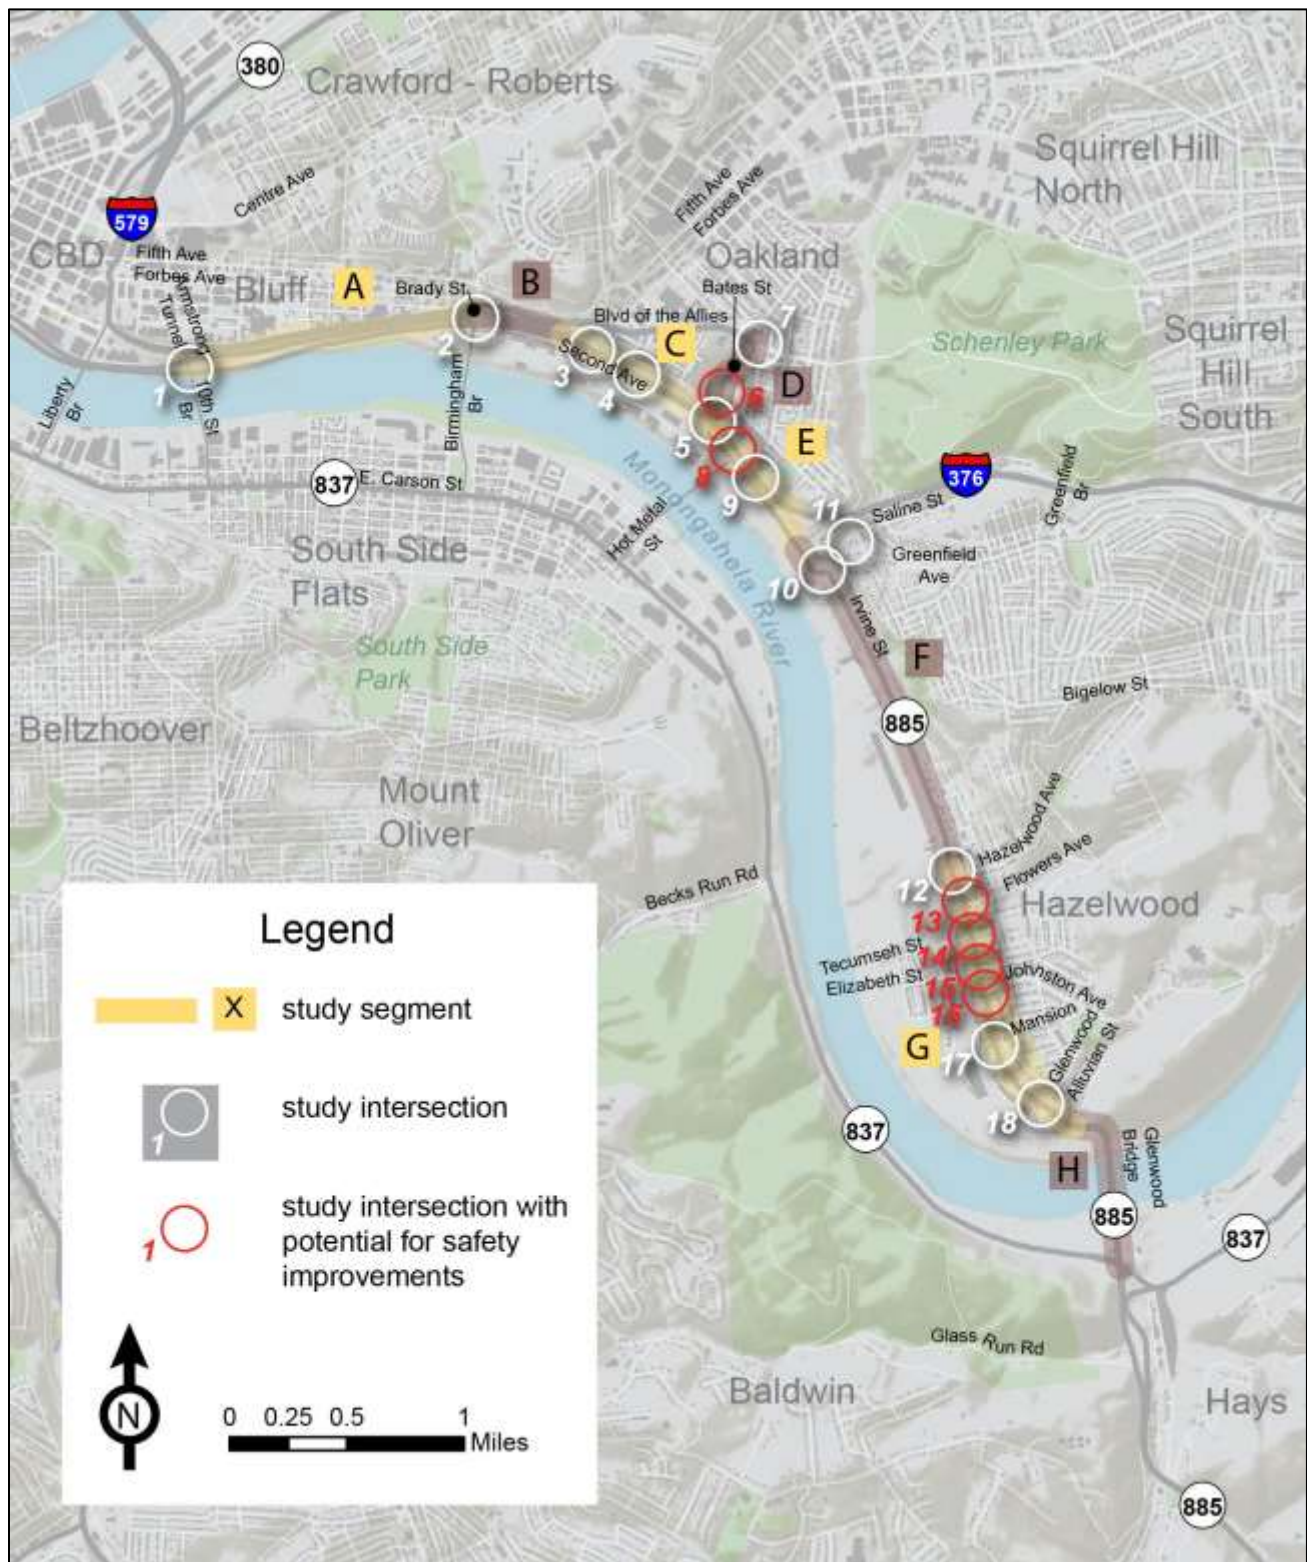 380
Crawford - Roberts
Squirrel Hill
North
Centre Ave
Fifth Ave
Forbes Ave
579
CBD
Fifth Ave
Forbes Ave
Bluff
A
Brady St.
B
Oakland
Bates St
Blvd of the Allies
7
Schenley Park
Squirrel
Hill
South
Armstrong
Tunnel
1
10th St
Br
Liberty
Br
2
Birmingham
Br
Second Ave
3
4
C
D
6
5
E
8
9
837
E. Carson St
Monongahela River
Hot Metal
St
376
Greenfield
Br
11
Saline St
Greenfield
Ave
10
South Side
Flats
South Side
Park
Irvine St
F
Bigelow St
885
Beltzhoover
Mount
Oliver
Hazelwood Ave
Flowers Ave
12
Becks Run Rd
Hazelwood
13
Tecumseh St
14
Elizabeth St
15
Johnston Ave
15
Mansion
G
17
Glenwood
Alluvian St
18
837
H
Glenwood
Bridge
885
837
Glass Run Rd
Baldwin
Hays
885
Legend
X
study segment
1
study intersection
1
study intersection with
potential for safety
improvements
N
0 0.25 0.5 1
Miles